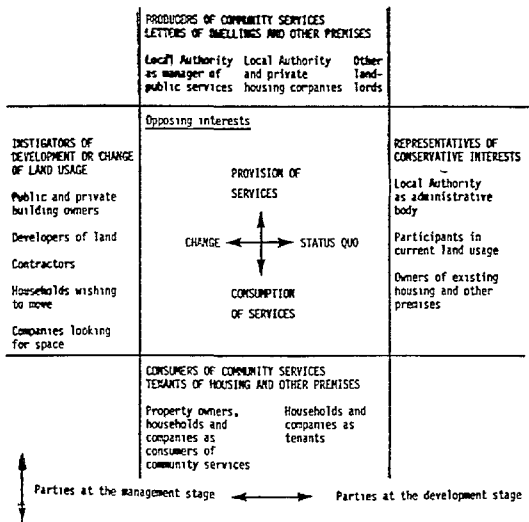 PRODUCERS OF COMMUNITY SERVICES
LETTERS OF DWELLINGS AND OTHER PREMISES
Local Authority
as manager of
public services
Local Authority
and private
housing companies
Other
land-
lords
Opposing interests
INSTIGATORS OF
DEVELOPMENT OR CHANGE
OF LAND USAGE
Public and private
building owners
Developers of land
Contractors
Households wishing
to move
Companies looking
for space
PROVISION OF
SERVICES
CHANGE
STATUS QUO
CONSUMPTION
OF SERVICES
REPRESENTATIVES OF
CONSERVATIVE INTERESTS
Local Authority
as administrative
body
Participants in
current land usage
Owners of existing
housing and other
premises
CONSUMERS OF COMMUNITY SERVICES
TENANTS OF HOUSING AND OTHER PREMISES
Property owners,
households and
companies as
consumers of
community services
Households and
companies as
tenants
Parties at the management stage
Parties at the development stage